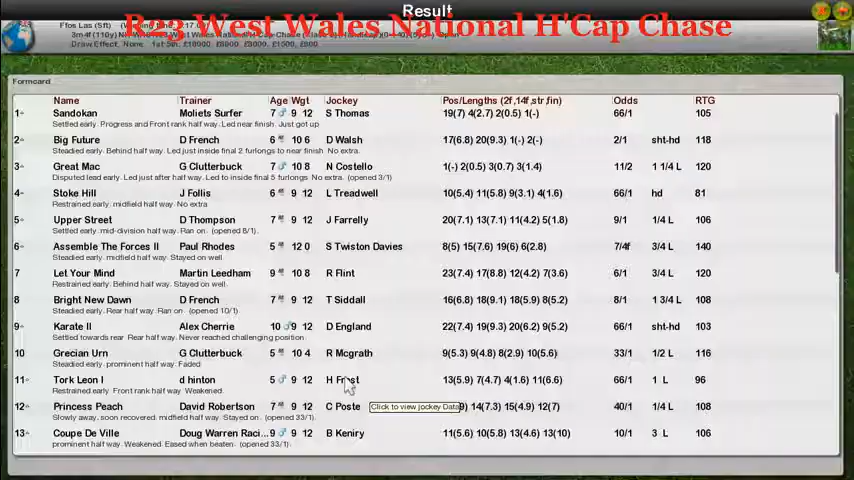 Result
R23 West Wales National H'Cap Chase
Ffos Las (Sft)
Draw Effect. None. 1st 5th: £18000, £8000, £3000, £1500, £800
Formcard
Name Trainer Age Wgt Jockey Pos/Lengths (2f,14f,str,fin) Odds RTG
1 Sandokan Moliets Surfer 7 9 12 S Thomas 19(7) 4(2.7) 2(0.5) 1(-) 66/1 105
Settled early. Progress and Front rank half way. Led near finish. Just got up
2 Big Future D French 6 10 6 D Walsh 17(6.8) 20(9.3) 1(-) 2(-) 2/1 sht-hd 118
Steadied early. Behind half way. Led just inside final 2 furlongs to near finish. No extra.
3 Great Mac G Clutterbuck 7 10 8 N Costello 1(-) 2(0.5) 3(0.7) 3(1.4) 11/2 1 1/4 L 120
Disputed lead early. Led just after half way. Led to inside final 5 furlongs. No extra. (opened 3/1)
4 Stoke Hill J Follis 6 9 12 L Treadwell 10(5.4) 11(5.8) 9(3.1) 4(1.6) 66/1 hd 81
Restrained early. midfield half way. No extra
5 Upper Street D Thompson 7 9 12 J Farrelly 20(7.1) 13(7.1) 11(4.2) 5(1.8) 9/1 1/4 L 106
Settled early. mid-division half way. Ran on. (opened 8/1).
6 Assemble The Forces II Paul Rhodes 5 12 0 S Twiston Davies 8(5) 15(7.6) 19(6) 6(2.8) 7/4f 3/4 L 140
Steadied early. midfield half way. Stayed on well.
7 Let Your Mind Martin Leedham 9 10 8 R Flint 23(7.4) 17(8.8) 12(4.2) 7(3.6) 6/1 3/4 L 120
Restrained early. Behind half way. Stayed on well.
8 Bright New Dawn D French 7 9 12 T Siddall 16(6.8) 18(9.1) 18(5.9) 8(5.2) 8/1 1 3/4 L 108
Steadied early. Rear half way. Ran on. (opened 10/1)
9 Karate II Alex Cherrie 10 9 12 D England 22(7.4) 19(9.3) 20(6.2) 9(5.2) 66/1 sht-hd 103
Settled towards rear. Rear half way. Never reached challenging position.
10 Grecian Urn G Clutterbuck 5 10 4 R Mcgrath 9(5.3) 9(4.8) 8(2.9) 10(5.6) 33/1 1/2 L 116
Steadied early. prominent half way. Faded
11 Tork Leon I d hinton 5 9 12 H Frost 13(5.9) 7(4.7) 4(1.6) 11(6.6) 66/1 1 L 96
Restrained early. Front rank half way. Weakened.
12 Princess Peach David Robertson 7 9 12 C Poste 14(7.3) 15(4.9) 12(7) 40/1 1/4 L 108
Click to view jockey Data
Slowly away. soon recovered. midfield half way. Stayed on. (opened 33/1).
13 Coupe De Ville Doug Warren Raci... 9 9 12 B Keniry 11(5.6) 10(5.8) 13(4.6) 13(10) 10/1 3 L 106
prominent half way. Weakened. Eased when beaten. (opened 33/1).